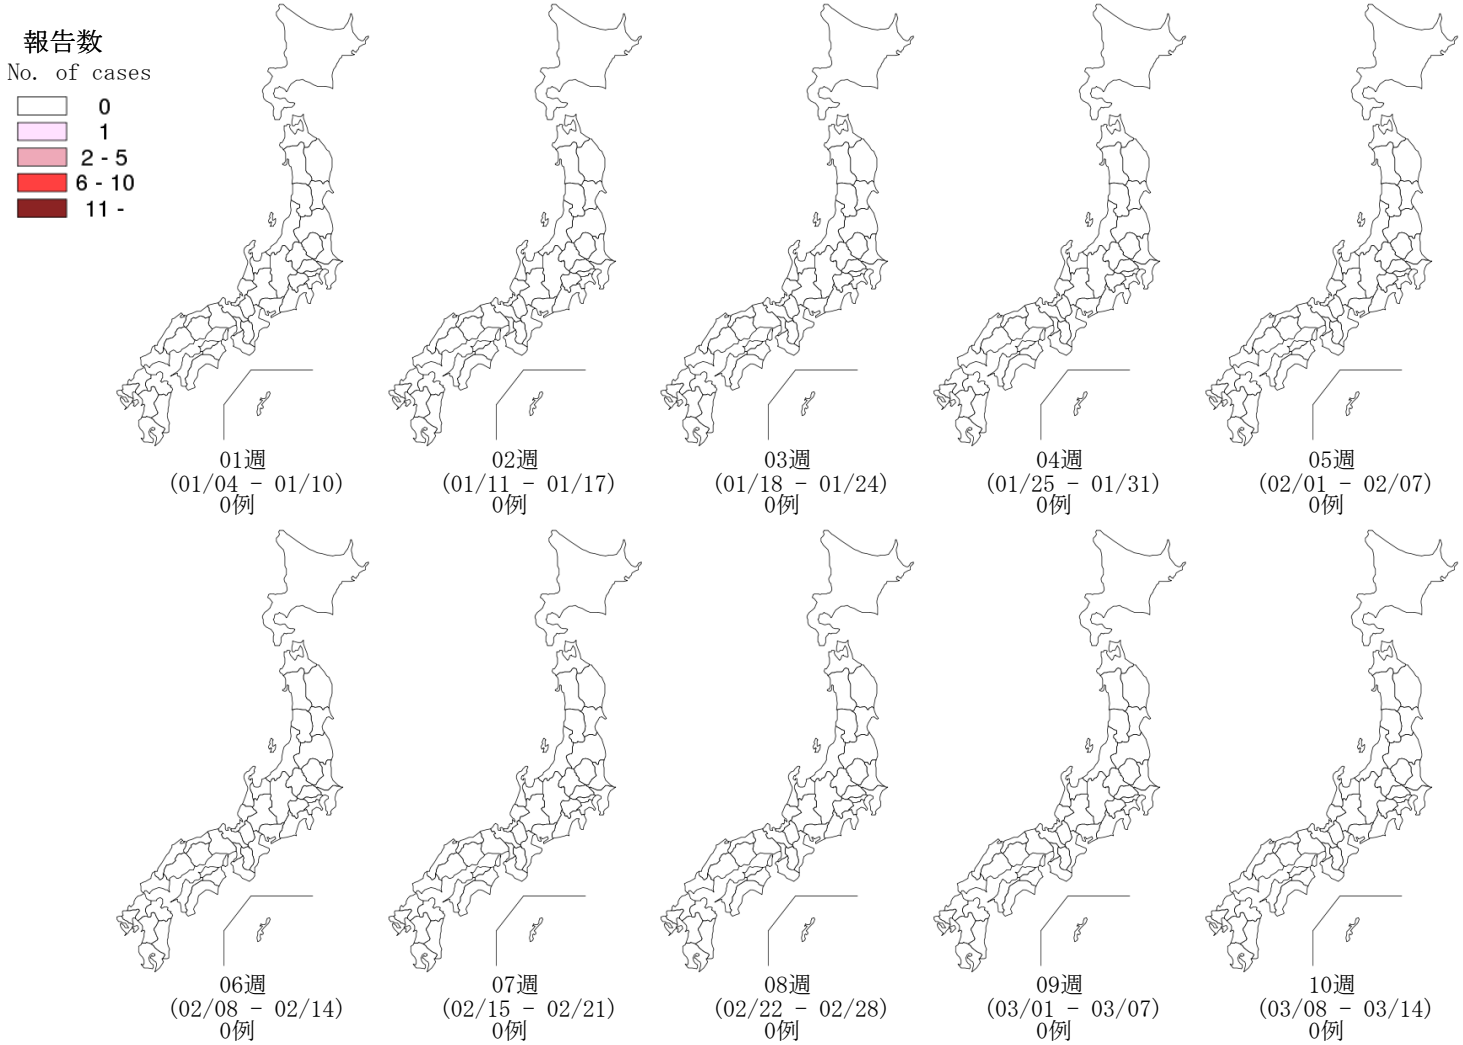 報告数
No. of cases
0
1
2 - 5
6 - 10
11 -
01週
(01/04 - 01/10)
0例
02週
(01/11 - 01/17)
0例
03週
(01/18 - 01/24)
0例
04週
(01/25 - 01/31)
0例
05週
(02/01 - 02/07)
0例
06週
(02/08 - 02/14)
0例
07週
(02/15 - 02/21)
0例
08週
(02/22 - 02/28)
0例
09週
(03/01 - 03/07)
0例
10週
(03/08 - 03/14)
0例